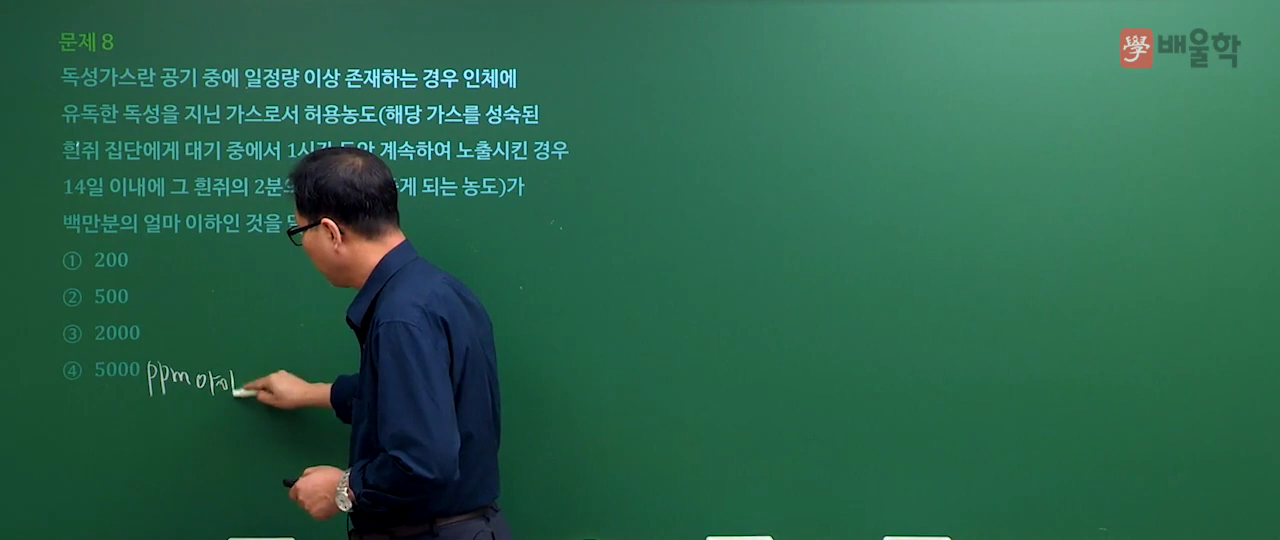 學 배울학
문제 8
독성가스란 공기 중에 일정량 이상 존재하는 경우 인체에
유독한 독성을 지닌 가스로서 허용농도(해당 가스를 성숙된
흰쥐 집단에게 대기 중에서 1시간 동안 계속하여 노출시킨 경우
14일 이내에 그 흰쥐의 2분의 되는 농도)가
백만분의 얼마 이하인 것을
① 200
② 500
③ 2000
④ 5000 ppm